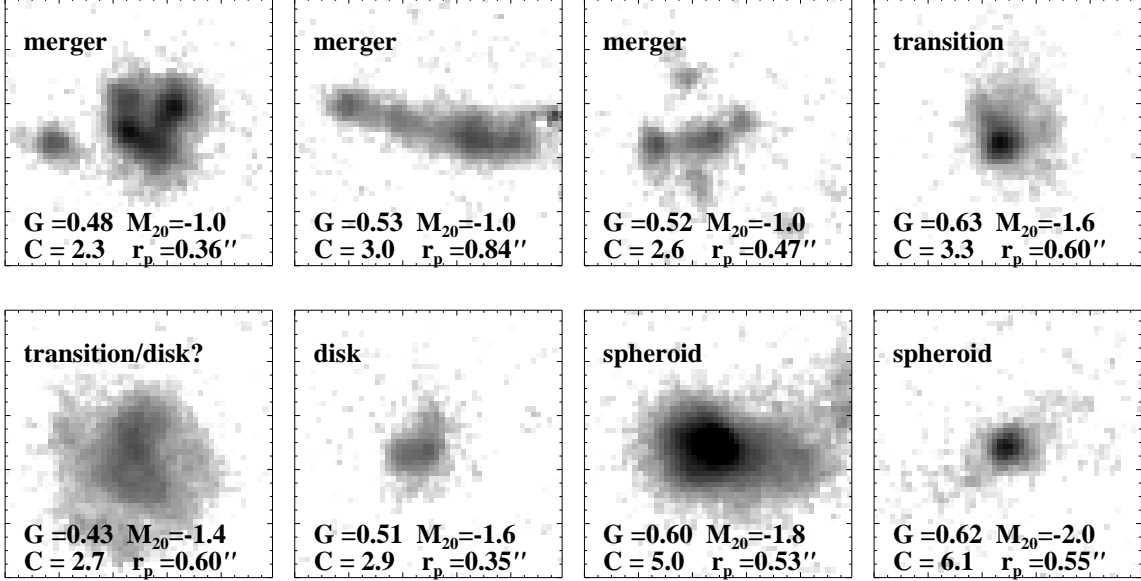 merger
G =0.48 M20=-1.0
C = 2.3 rp=0.36″
merger
G =0.53 M20=-1.0
C = 3.0 rp=0.84″
merger
G =0.52 M20=-1.0
C = 2.6 rp=0.47″
transition
G =0.63 M20=-1.6
C = 3.3 rp=0.60″
transition/disk?
G =0.43 M20=-1.4
C = 2.7 rp=0.60″
disk
G =0.51 M20=-1.6
C = 2.9 rp=0.35″
spheroid
G =0.60 M20=-1.8
C = 5.0 rp=0.53″
spheroid
G =0.62 M20=-2.0
C = 6.1 rp=0.55″